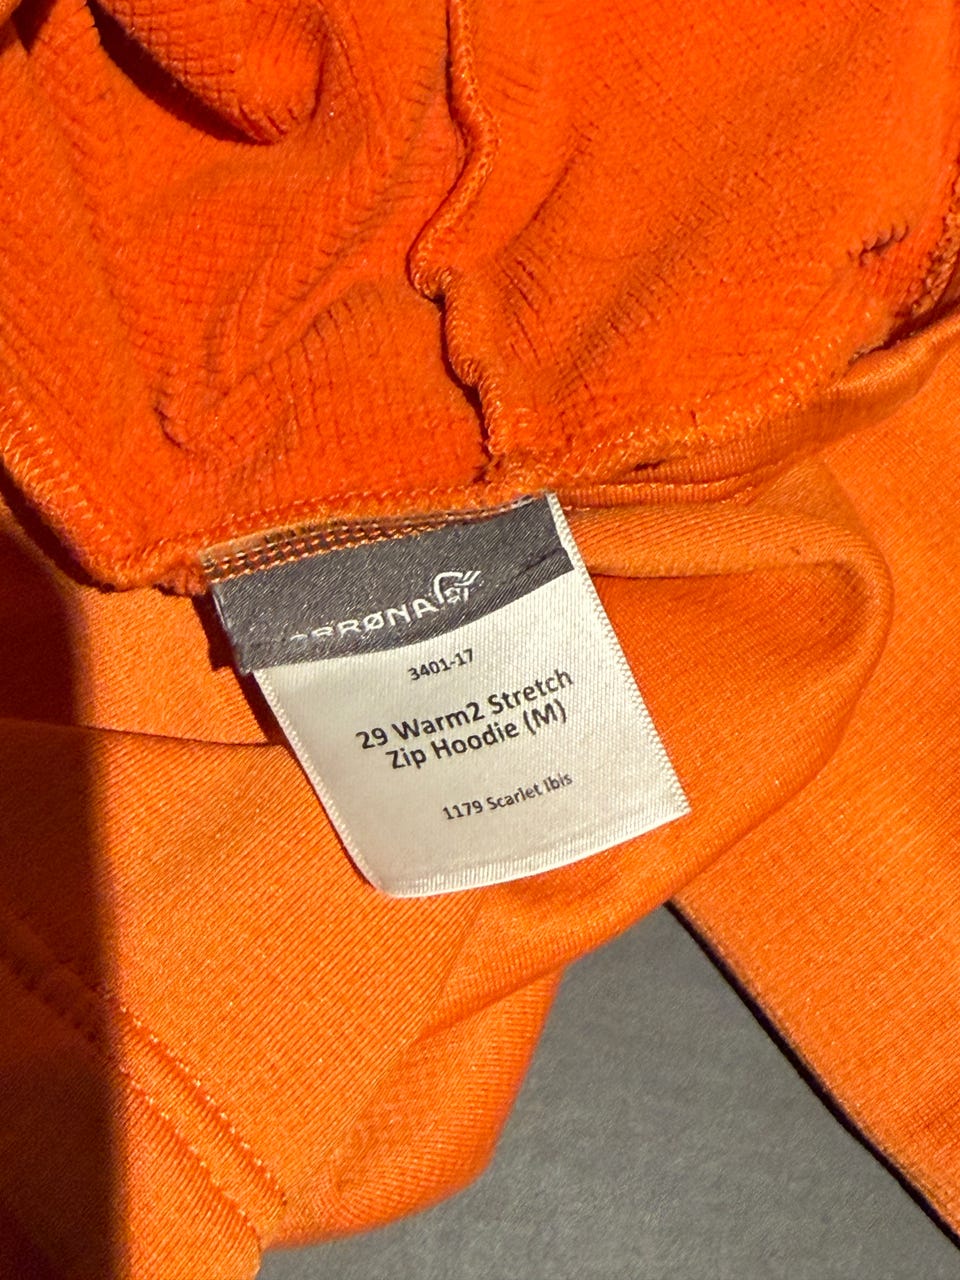 3401-17
29 Warm2 Stretch
Zip Hoodie (M)
1179 Scarlet Ibis